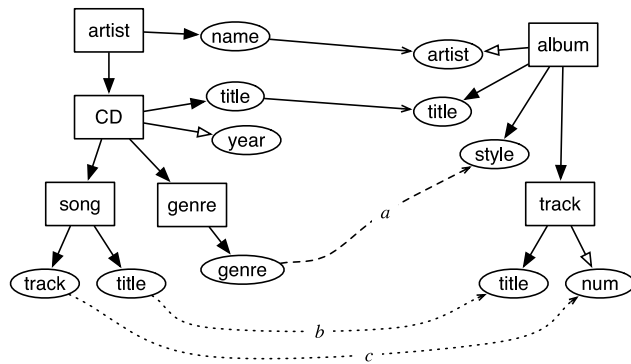 artist
name
artist
album
CD
title
title
year
style
song
genre
track
a
track
title
genre
title
num
b
c